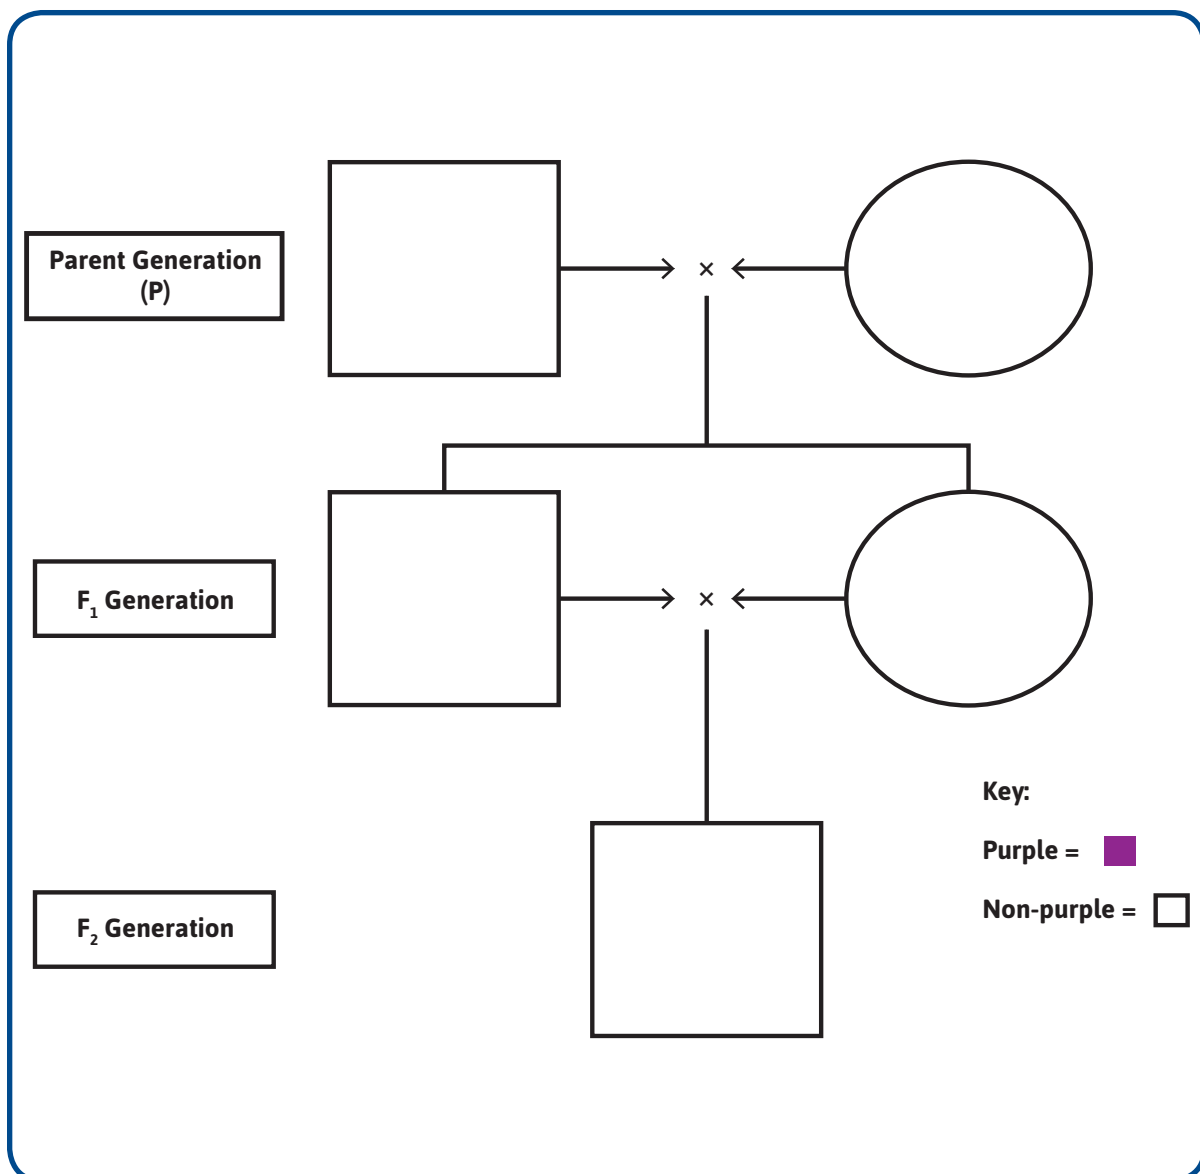 Parent Generation
(P)
×
F₁ Generation
×
Key:
Purple =
Non-purple =
F₂ Generation